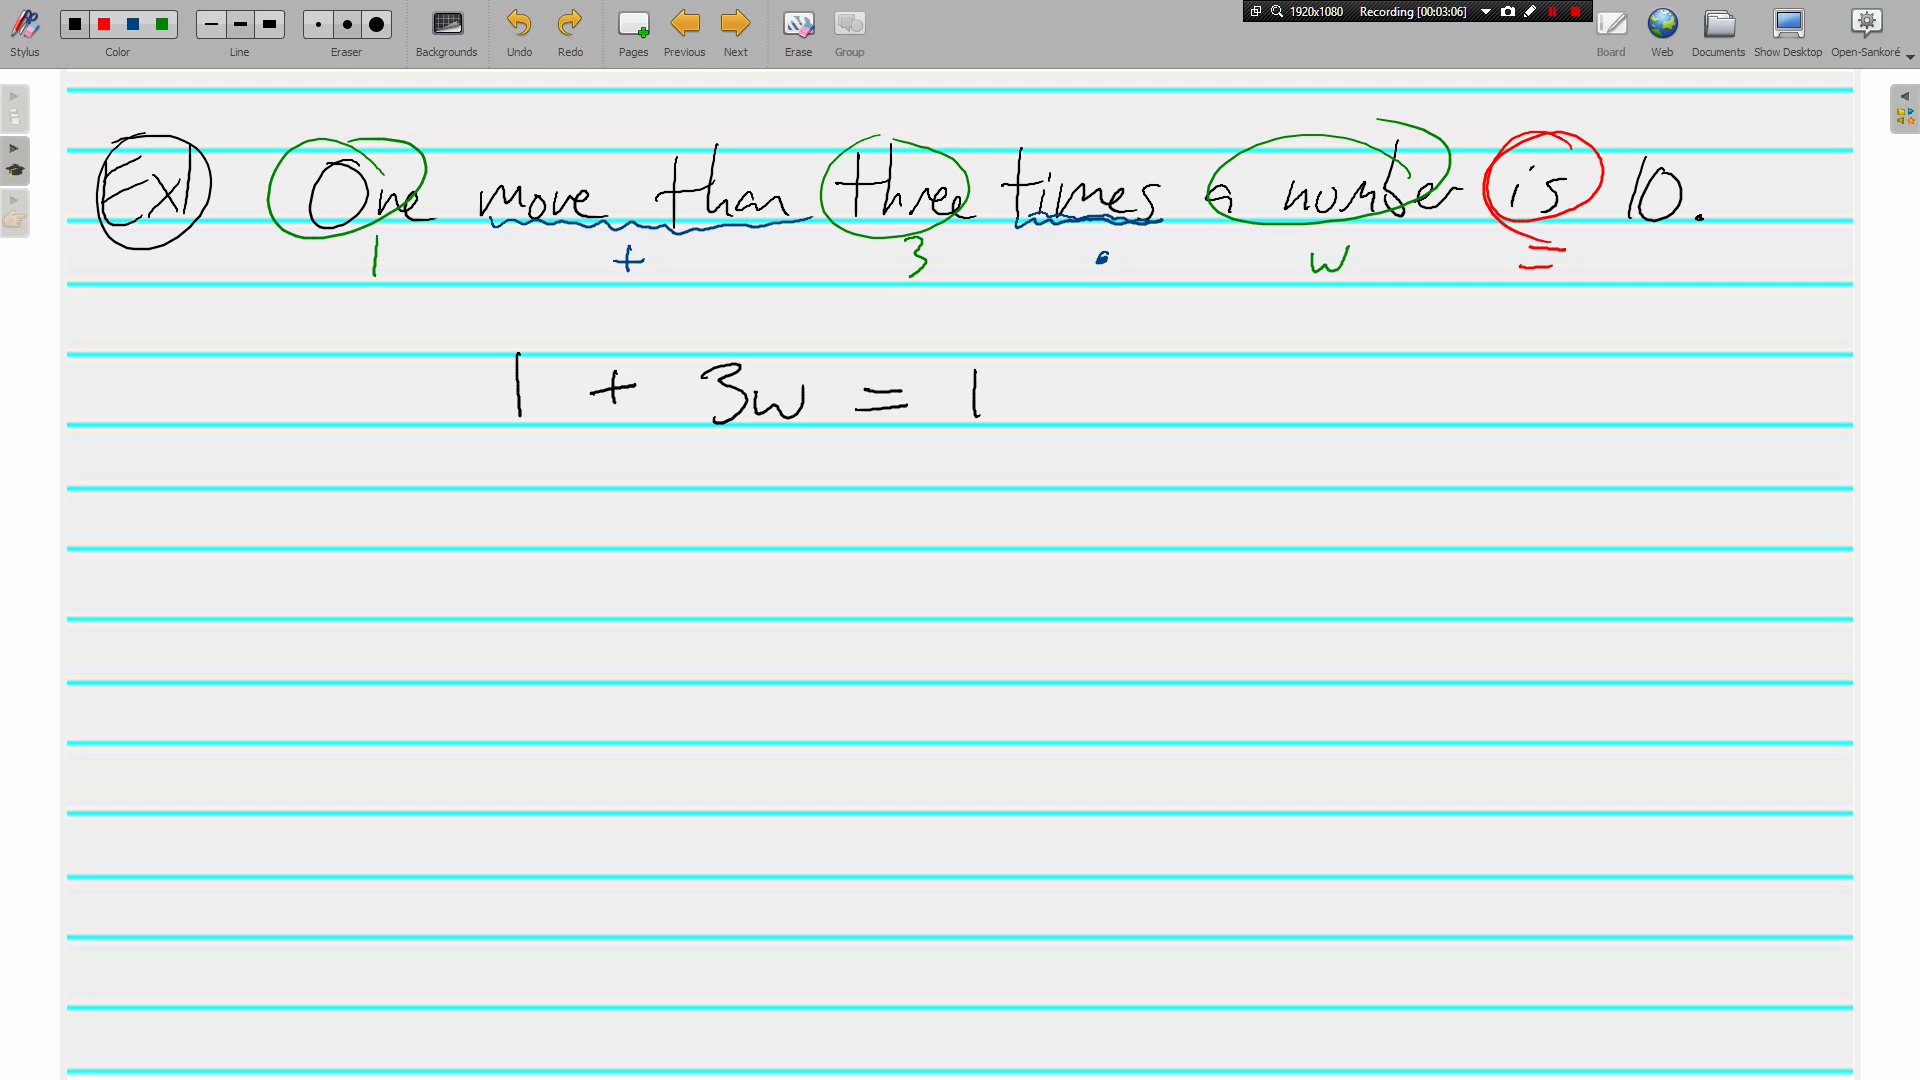 Stylus Color Line Eraser Backgrounds Undo Redo Pages Previous Next Erase Group 1920x1080 Recording [00:03:06] Board Web Documents Show Desktop Open-Sankoré
Ex1 One more than three times a number is 10.
1 + 3 • w =
1 + 3w = 1